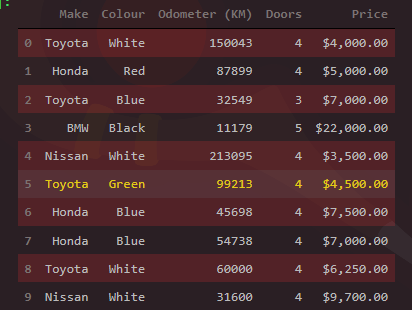 Make Colour Odometer (KM) Doors Price
0 Toyota White 150043 4 $4,000.00
1 Honda Red 87899 4 $5,000.00
2 Toyota Blue 32549 3 $7,000.00
3 BMW Black 11179 5 $22,000.00
4 Nissan White 213095 4 $3,500.00
5 Toyota Green 99213 4 $4,500.00
6 Honda Blue 45698 4 $7,500.00
7 Honda Blue 54738 4 $7,000.00
8 Toyota White 60000 4 $6,250.00
9 Nissan White 31600 4 $9,700.00